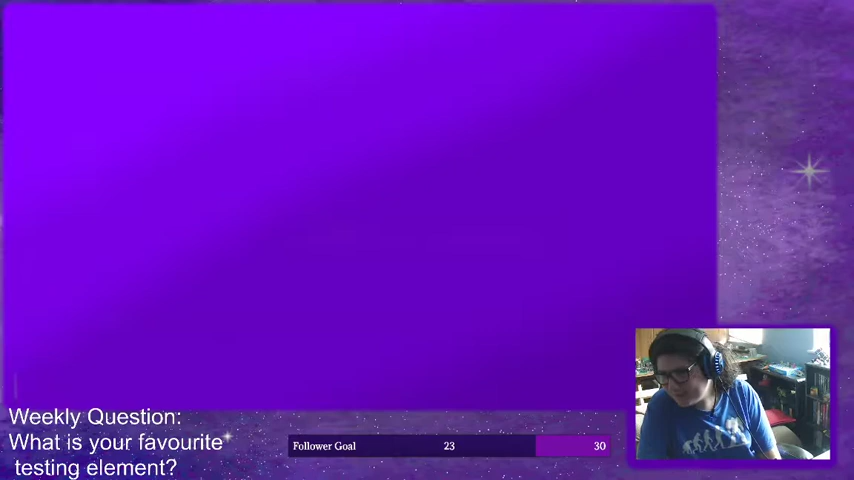 Weekly Question:
What is your favourite
testing element?
Follower Goal 23 30